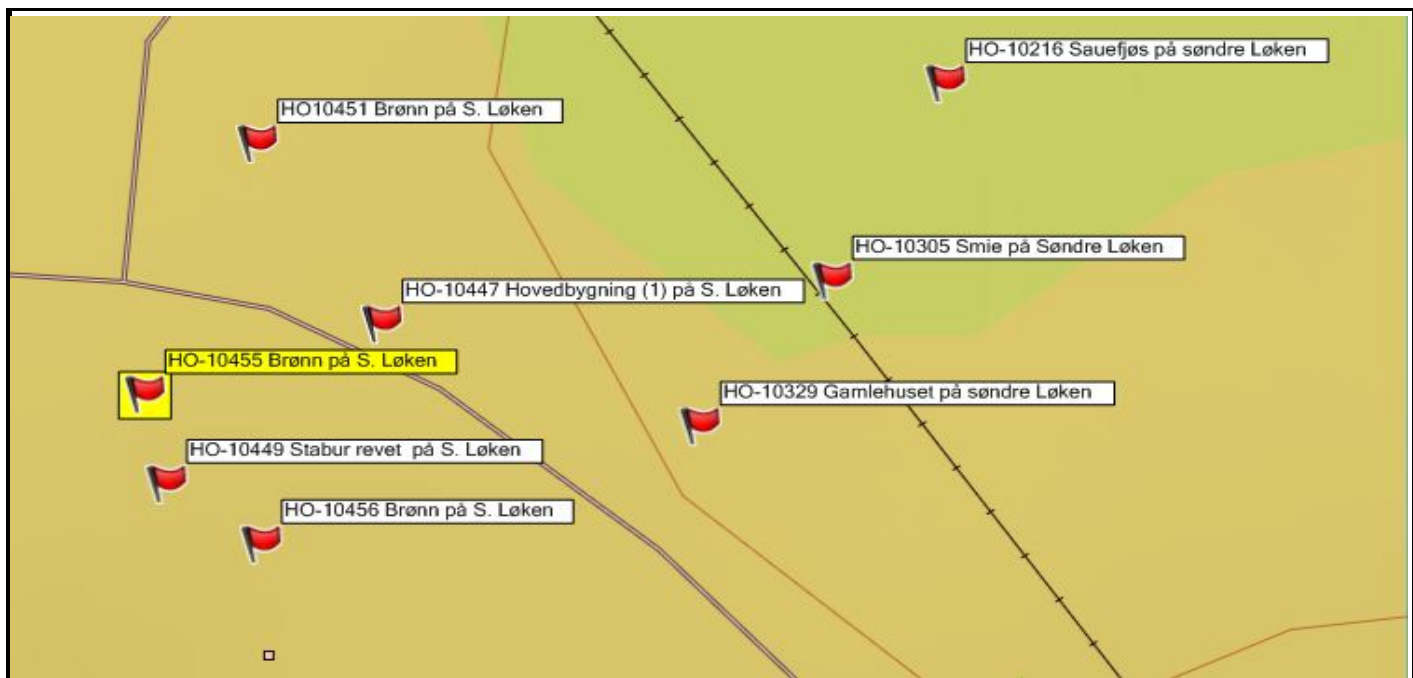 HO-10216 Sauefjøs på søndre Løken
HO10451 Brønn på S. Løken
HO-10305 Smie på Søndre Løken
HO-10447 Hovedbygning (1) på S. Løken
HO-10455 Brønn på S. Løken
HO-10329 Gamlehuset på søndre Løken
HO-10449 Stabur revet  på S. Løken
HO-10456 Brønn på S. Løken